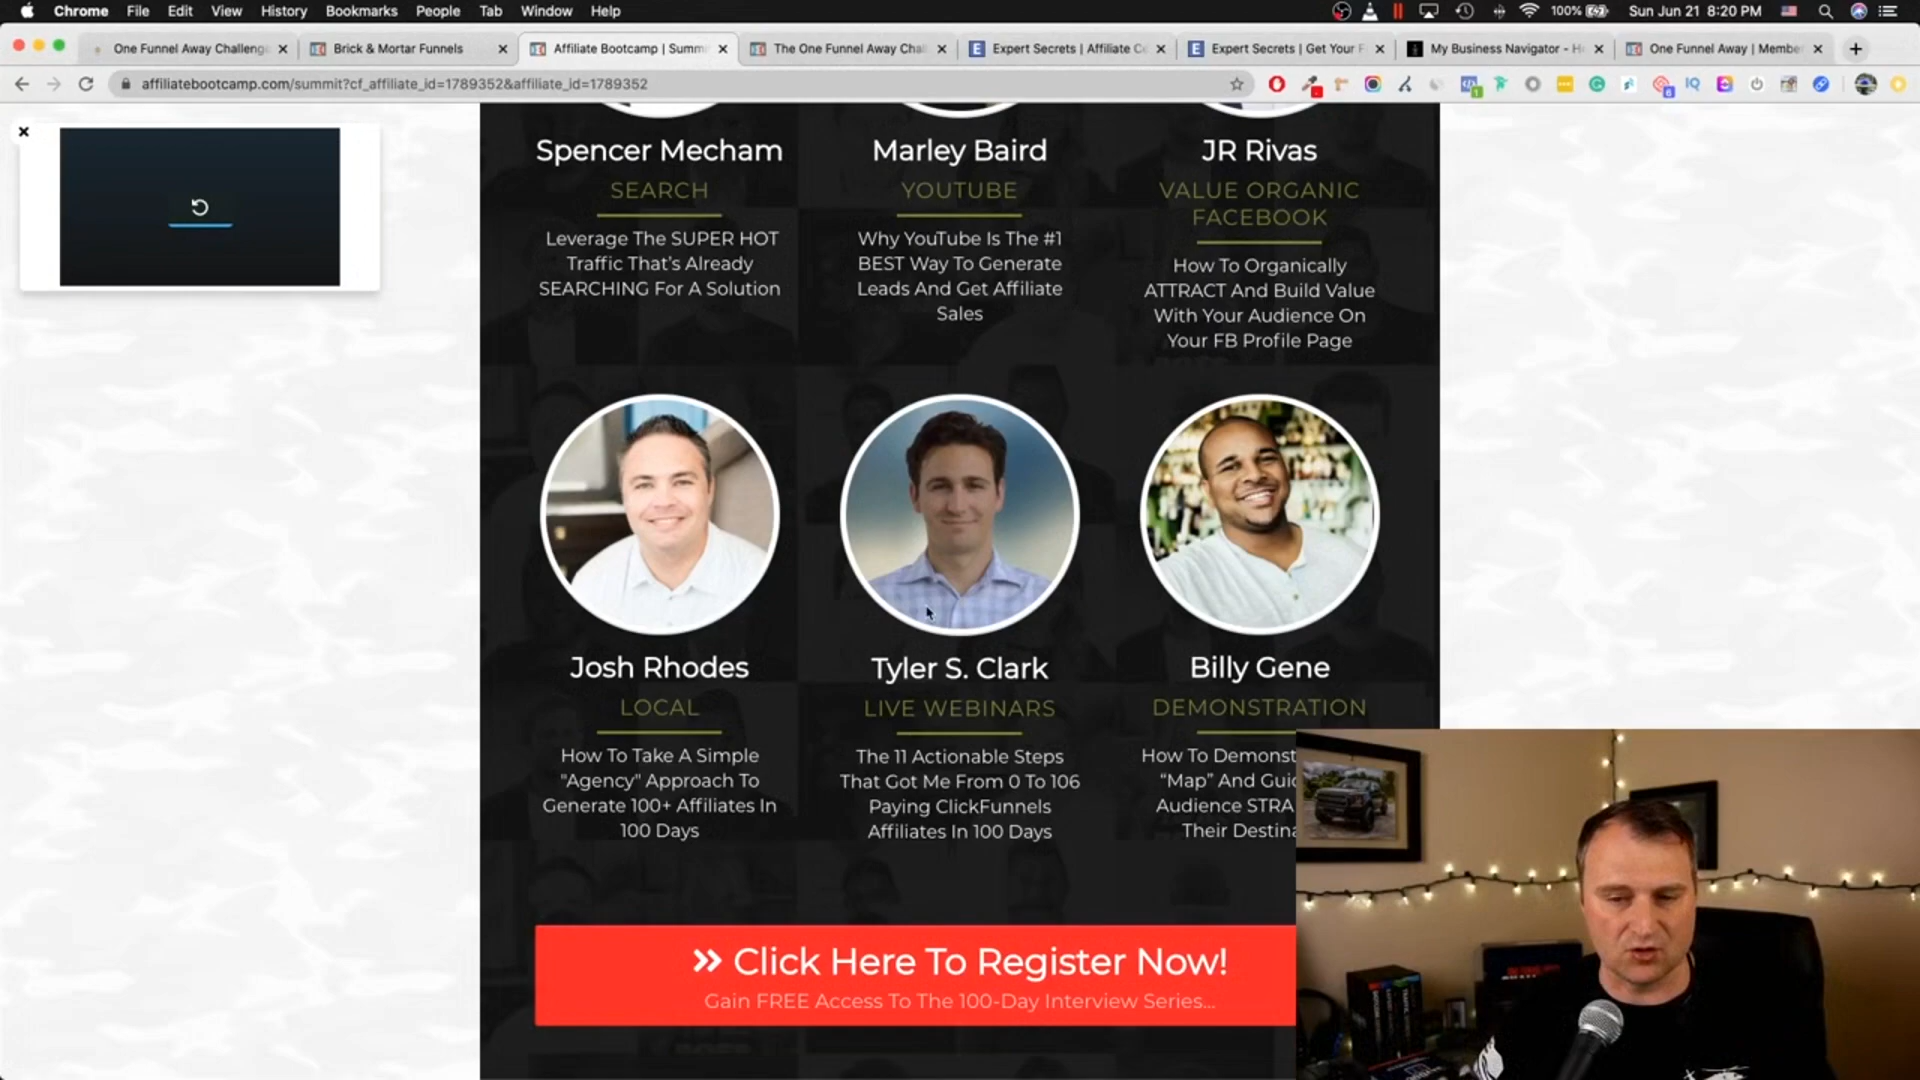 Chrome File Edit View History Bookmarks People Tab Window Help
100% Sun Jun 21 8:20 PM
One Funnel Away Challeng
Brick & Mortar Funnels
Affiliate Bootcamp | Summ
The One Funnel Away Chal
Expert Secrets | Affiliate Ce
Expert Secrets | Get Your F
My Business Navigator - H
One Funnel Away | Membe
affiliatebootcamp.com/summit?cf_affiliate_id=1789352&affiliate_id=1789352
Spencer Mecham
SEARCH
Leverage The SUPER HOT
Traffic That's Already
SEARCHING For A Solution
Marley Baird
YOUTUBE
Why YouTube Is The #1
BEST Way To Generate
Leads And Get Affiliate
Sales
JR Rivas
VALUE ORGANIC
FACEBOOK
How To Organically
ATTRACT And Build Value
With Your Audience On
Your FB Profile Page
Josh Rhodes
LOCAL
How To Take A Simple
"Agency" Approach To
Generate 100+ Affiliates In
100 Days
Tyler S. Clark
LIVE WEBINARS
The 11 Actionable Steps
That Got Me From 0 To 106
Paying ClickFunnels
Affiliates In 100 Days
Billy Gene
DEMONSTRATION
How To Demonst
"Map" And Gui
Audience STRA
Their Destin
» Click Here To Register Now!
Gain FREE Access To The 100-Day Interview Series...